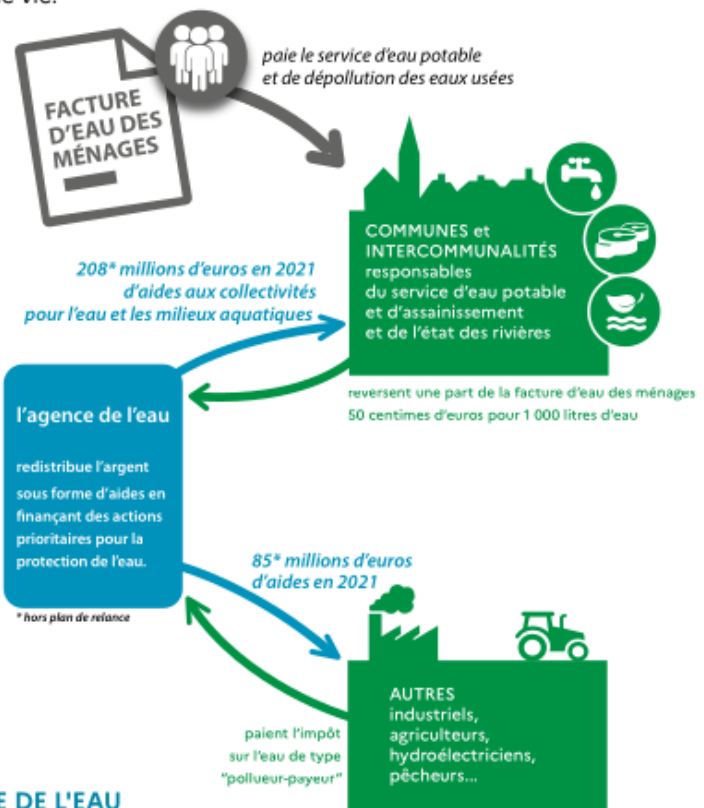 de vie.
paie le service d'eau potable
et de dépollution des eaux usées
FACTURE
D'EAU DES
MÉNAGES
COMMUNES et
INTERCOMMUNALITÉS
responsables
du service d'eau potable
et d'assainissement
et de l'état des rivières
208* millions d'euros en 2021
d'aides aux collectivités
pour l'eau et les milieux aquatiques
reversent une part de la facture d'eau des ménages
50 centimes d'euros pour 1 000 litres d'eau
l'agence de l'eau
redistribue l'argent
sous forme d'aides en
finançant des actions
prioritaires pour la
protection de l'eau.
* hors plan de relance
85* millions d'euros
d'aides en 2021
AUTRES
industriels,
agriculteurs,
hydroélectriciens,
pêcheurs...
paient l'impôt
sur l'eau de type
"pollueur-payeur"
E DE L'EAU